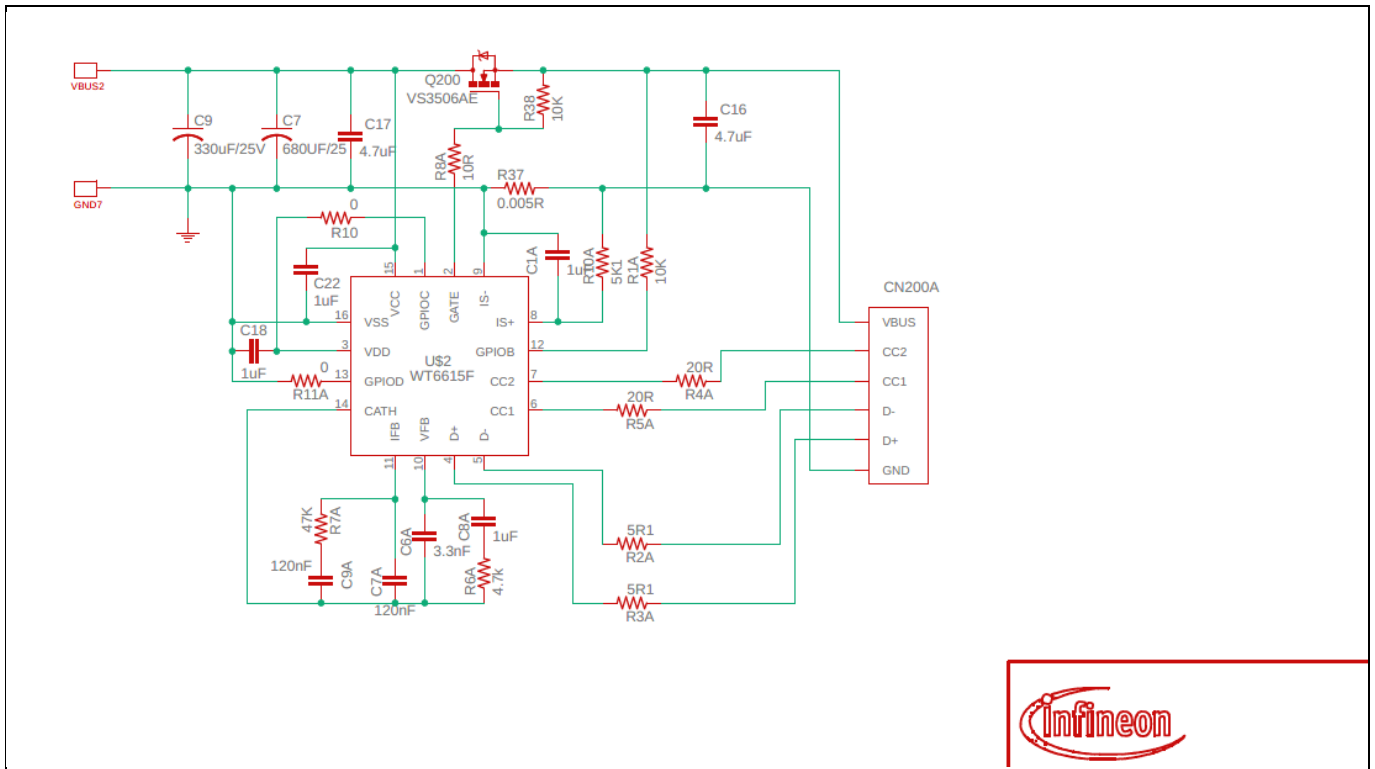 VBUS2
Q200
VS3506AE
R38
10K
C16
4.7uF
C9
330uF/25V
C7
680UF/25
C17
4.7uF
R8A
10R
R37
0.005R
GND7
0
R10
C22
1uF
C1A
1uF
R10A
5K1
R1A
10K
15
1
2
9
VCC
GPIOC
GATE
IS-
CN200A
16
VSS
IS+
8
VBUS
C18
1uF
3
VDD
GPIOB
12
CC2
U$2
WT6615F
0
R11A
13
GPIOD
CC2
7
20R
R4A
CC1
14
CATH
CC1
6
20R
R5A
D-
IFB
VFB
D+
D-
D+
11
10
4
5
GND
47K
R7A
C6A
3.3nF
C8A
1uF
5R1
R2A
120nF
C9A
C7A
120nF
R6A
4.7k
5R1
R3A
infineon